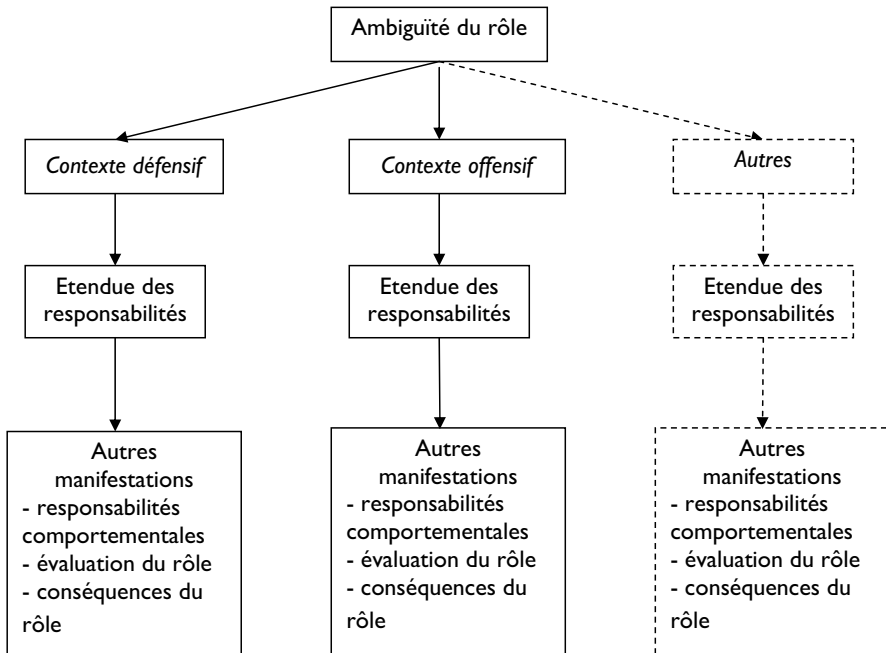 Ambiguïté du rôle
Contexte défensif
Contexte offensif
Autres
Etendue des
responsabilités
Etendue des
responsabilités
Etendue des
responsabilités
Autres
manifestations
- responsabilités
comportementales
- évaluation du rôle
- conséquences du
rôle
Autres
manifestations
- responsabilités
comportementales
- évaluation du rôle
- conséquences du
rôle
Autres
manifestations
- responsabilités
comportementales
- évaluation du rôle
- conséquences du
rôle